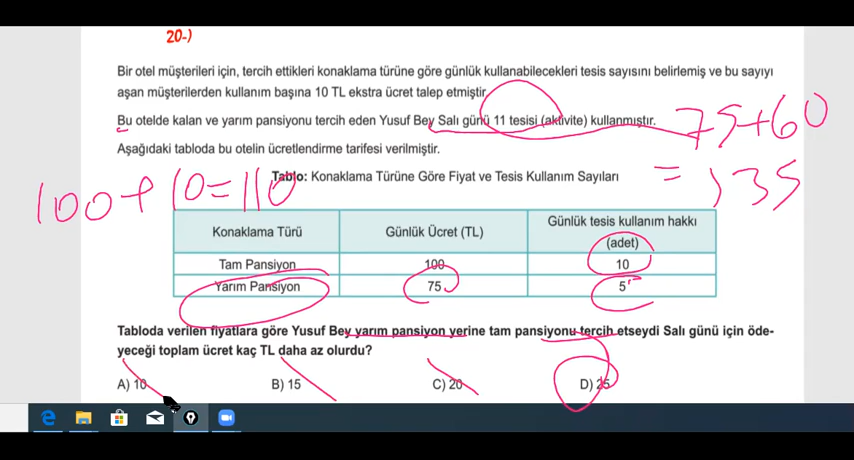 20-)
Bir otel müşterileri için, tercih ettikleri konaklama türüne göre günlük kullanabilecekleri tesis sayısını belirlemiş ve bu sayıyı
aşan müşterilerden kullanım başına 10 TL ekstra ücret talep etmiştir.
Bu otelde kalan ve yarım pansiyonu tercih eden Yusuf Bey Salı günü 11 tesisi (aktivite) kullanmıştır.
75+60
Aşağıdaki tabloda bu otelin ücretlendirme tarifesi verilmiştir.
= 135
Tablo: Konaklama Türüne Göre Fiyat ve Tesis Kullanım Sayıları
100+10=110
Konaklama Türü Günlük Ücret (TL) Günlük tesis kullanım hakkı
(adet)
Tam Pansiyon 100 10
Yarım Pansiyon 75 5
Tabloda verilen fiyatlara göre Yusuf Bey yarım pansiyon yerine tam pansiyonu tercih etseydi Salı günü için öde-
yeceği toplam ücret kaç TL daha az olurdu?
A) 10 B) 15 C) 20 D) 25